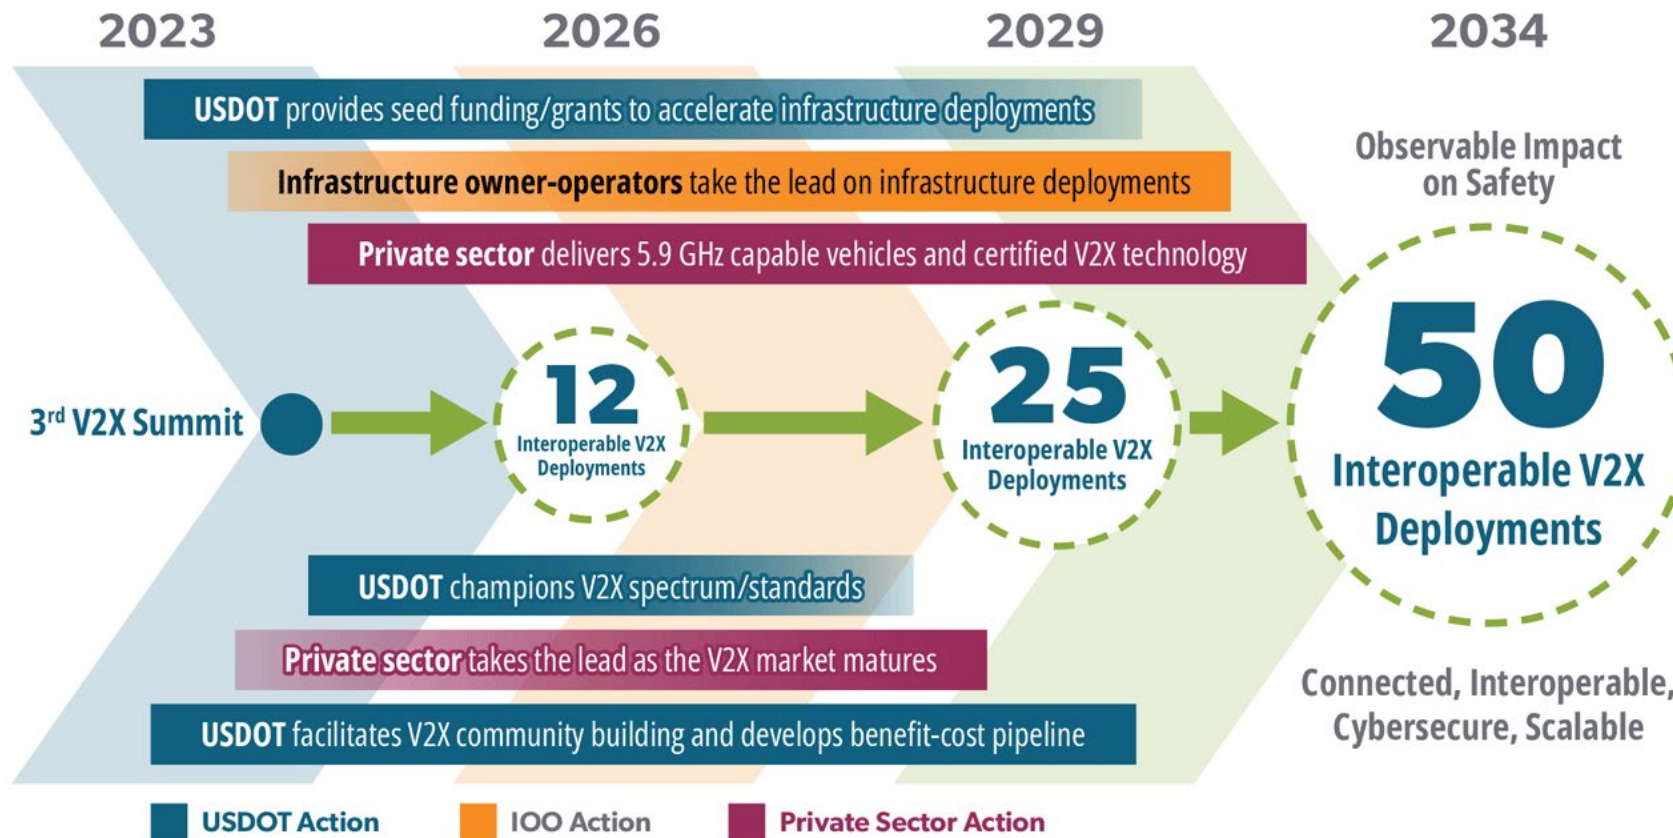 2023
2026
2029
2034
USDOT provides seed funding/grants to accelerate infrastructure deployments
Infrastructure owner-operators take the lead on infrastructure deployments
Private sector delivers 5.9 GHz capable vehicles and certified V2X technology
Observable Impact
on Safety
3rd V2X Summit
12
Interoperable V2X
Deployments
25
Interoperable V2X
Deployments
50
Interoperable V2X
Deployments
USDOT champions V2X spectrum/standards
Private sector takes the lead as the V2X market matures
USDOT facilitates V2X community building and develops benefit-cost pipeline
Connected, Interoperable,
Cybersecure, Scalable
USDOT Action
IOO Action
Private Sector Action